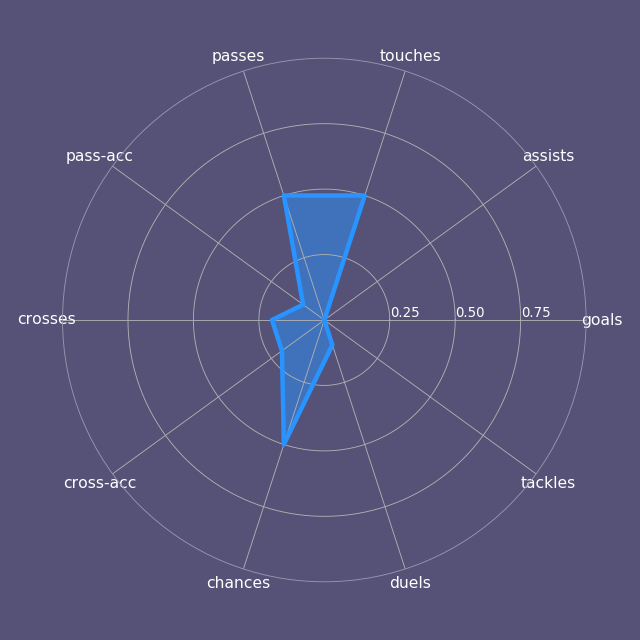 passes
touches
pass-acc
assists
0.25
0.50
0.75
crosses
goals
cross-acc
tackles
chances
duels